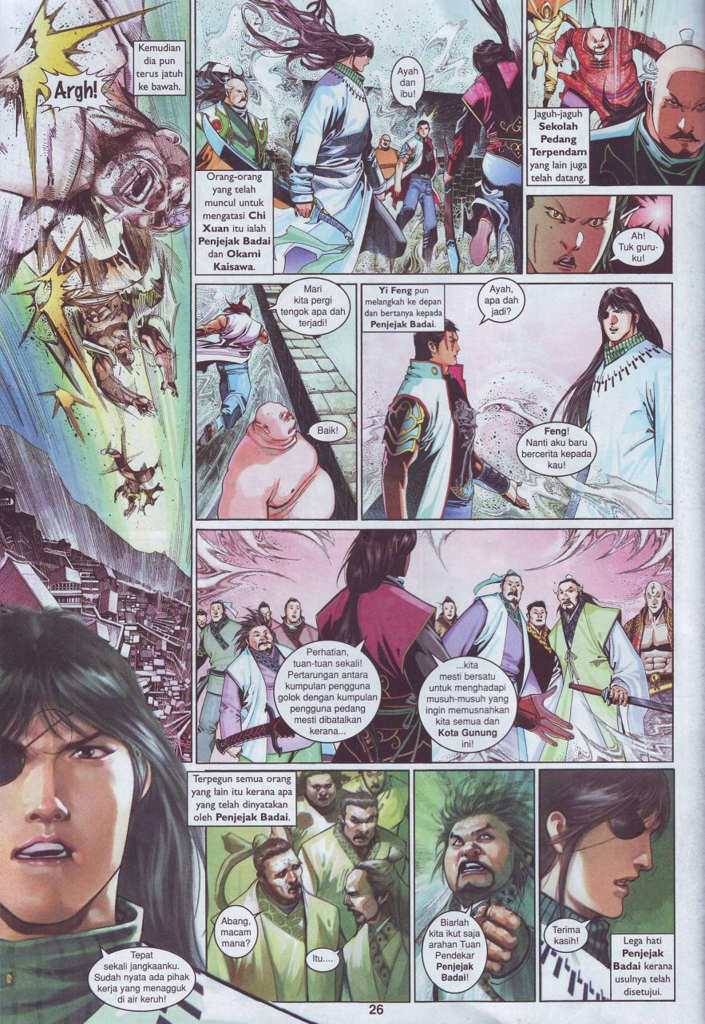 Kemudian
dia pun
terus jatuh
ke bawah.
Argh!
Orang-orang
yang telah
muncul untuk
mengatasi Chi
Xuan itu ialah
Penjejak Badai
dan Okami
Kaisawa.
Ayah
dan
ibu!
Jaguh-jaguh
Sekolah
Pedang
Terpendam
yang lain juga
telah datang.
Ah!
Tuk guru-
ku!
Mari
kita pergi
tengok apa dah
terjadi!
Baik!
Yi Feng pun
melangkah ke depan
dan bertanya kepada
Penjejak Badai.
Ayah,
apa dah
jadi?
Feng!
Nanti aku baru
bercerita kepada
kau!
Perhatian,
tuan-tuan sekali!
Pertarungan antara
kumpulan pengguna
golok dengan kumpulan
pengguna pedang
mesti dibatalkan
kerana...
...kita
mesti bersatu
untuk menghadapi
musuh-musuh yang
ingin memusnahkan
kita semua dan
Kota Gunung
ini!
Tepat
sekali jangkaanku.
Sudah nyata ada pihak
kerja yang menagguk
di air keruh!
Terpegun semua orang
yang lain itu kerana apa
yang telah dinyatakan
oleh Penjejak Badai.
Abang,
macam
mana?
Itu....
Biarlah
kita ikut saja
arahan Tuan
Pendekar
Penjejak
Badai!
Terima
kasih!
Lega hati
Penjejak
Badai kerana
usulnya telah
disetujui.
26